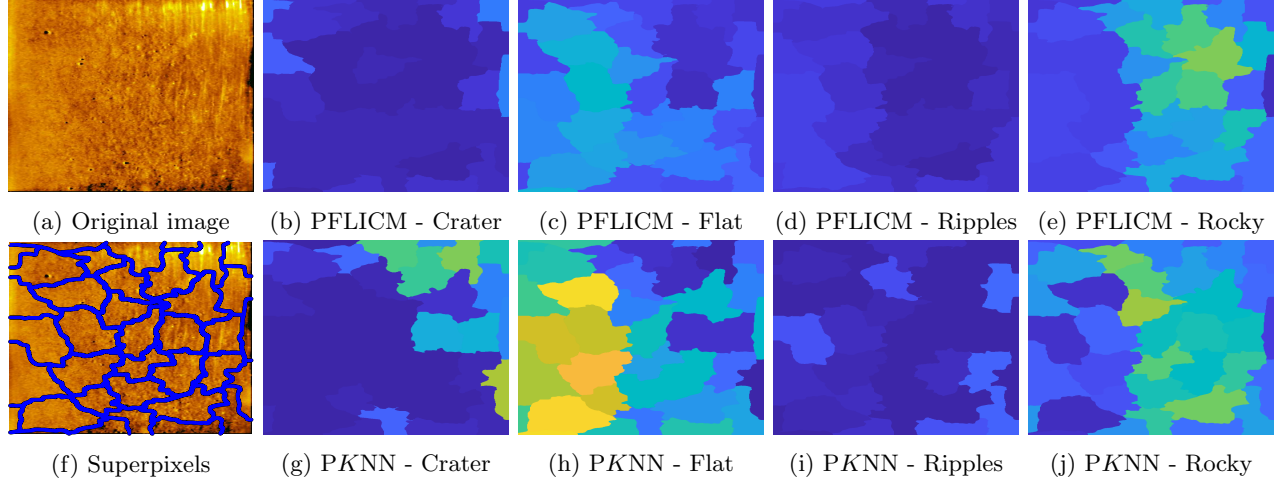 (a) Original image
(b) PFLICM - Crater
(c) PFLICM - Flat
(d) PFLICM - Ripples
(e) PFLICM - Rocky
(f) Superpixels
(g) PKNN - Crater
(h) PKNN - Flat
(i) PKNN - Ripples
(j) PKNN - Rocky